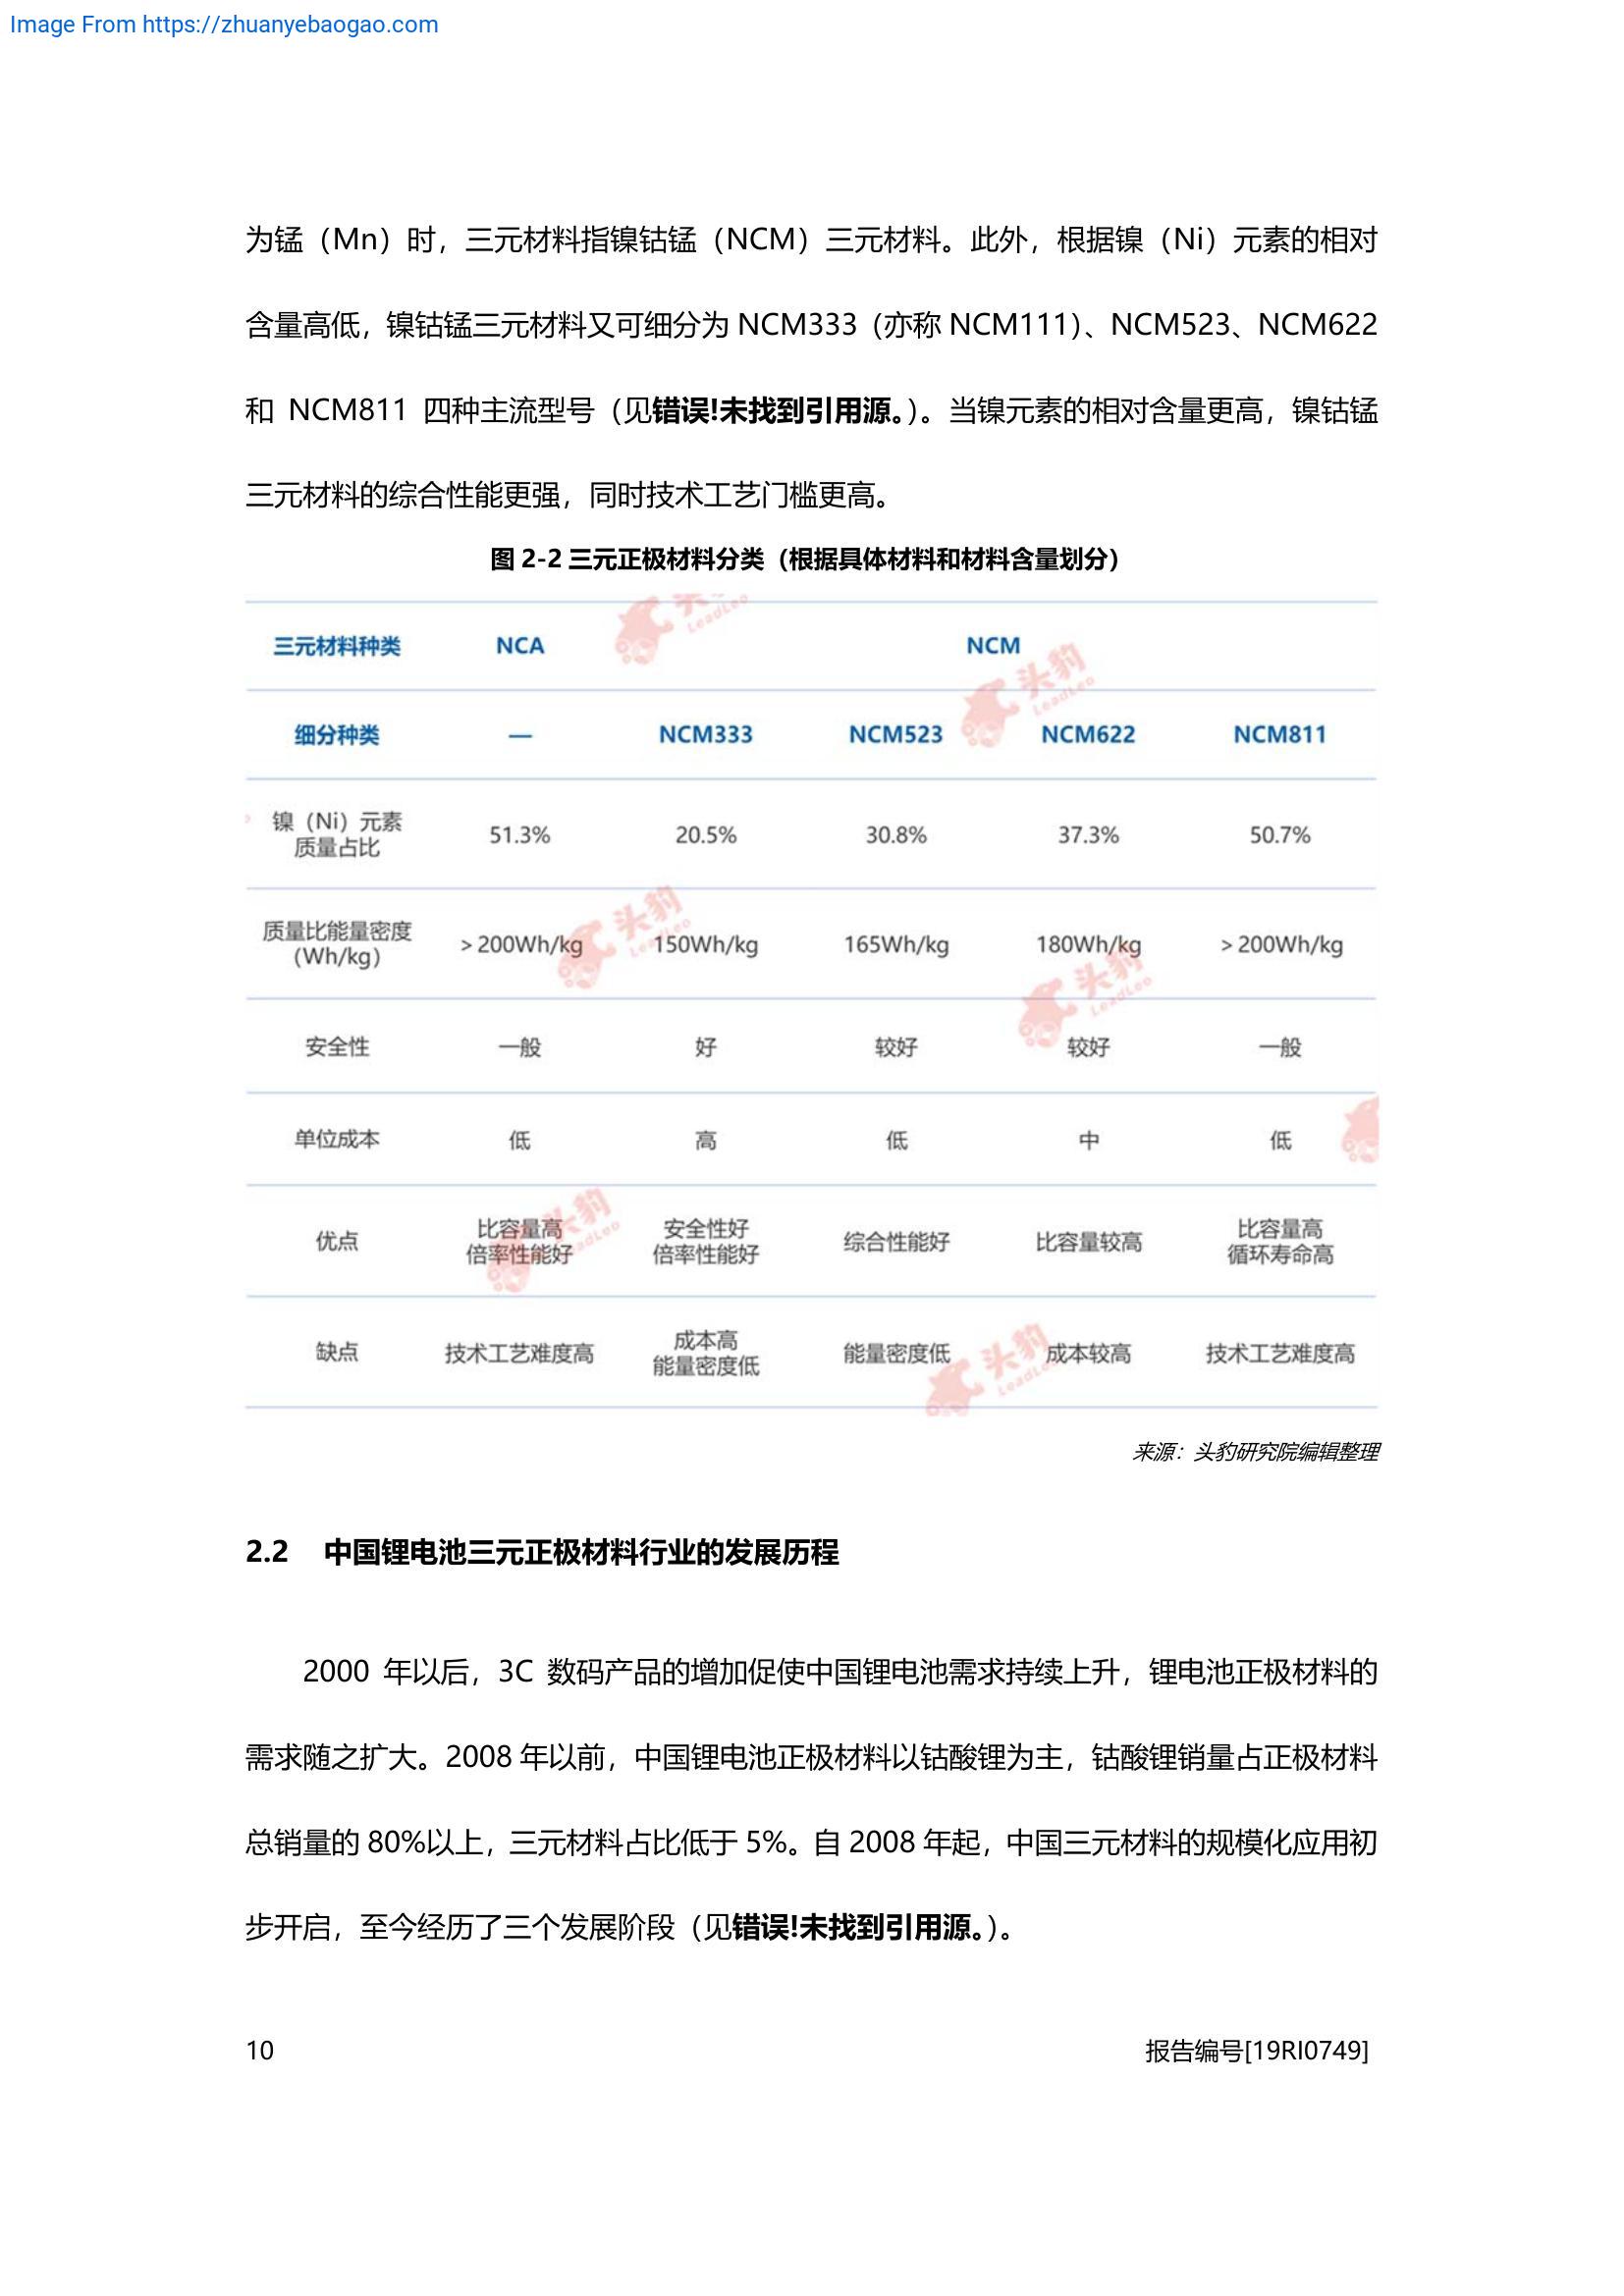 Image From https://zhuanyebaogao.com
为锰（Mn）时，三元材料指镍钴锰（NCM）三元材料。此外，根据镍（Ni）元素的相对
含量高低，镍钴锰三元材料又可细分为 NCM333（亦称 NCM111）、NCM523、NCM622
和 NCM811 四种主流型号（见错误!未找到引用源。）。当镍元素的相对含量更高，镍钴锰
三元材料的综合性能更强，同时技术工艺门槛更高。
图 2-2 三元正极材料分类（根据具体材料和材料含量划分）
三元材料种类 NCA NCM
细分种类 — NCM333 NCM523 NCM622 NCM811
镍（Ni）元素
质量占比 51.3% 20.5% 30.8% 37.3% 50.7%
质量比能量密度
（Wh/kg） ＞200Wh/kg 150Wh/kg 165Wh/kg 180Wh/kg ＞200Wh/kg
安全性 一般 好 较好 较好 一般
单位成本 低 高 低 中 低
优点 比容量高 倍率性能好 安全性好 倍率性能好 综合性能好 比容量较高 比容量高 循环寿命高
缺点 技术工艺难度高 成本高 能量密度低 能量密度低 成本较高 技术工艺难度高
头豹 LeadLeo
来源：头豹研究院编辑整理
2.2 中国锂电池三元正极材料行业的发展历程
2000 年以后，3C 数码产品的增加促使中国锂电池需求持续上升，锂电池正极材料的
需求随之扩大。2008 年以前，中国锂电池正极材料以钴酸锂为主，钴酸锂销量占正极材料
总销量的 80%以上，三元材料占比低于 5%。自 2008 年起，中国三元材料的规模化应用初
步开启，至今经历了三个发展阶段（见错误!未找到引用源。）。
10 报告编号[19RI0749]